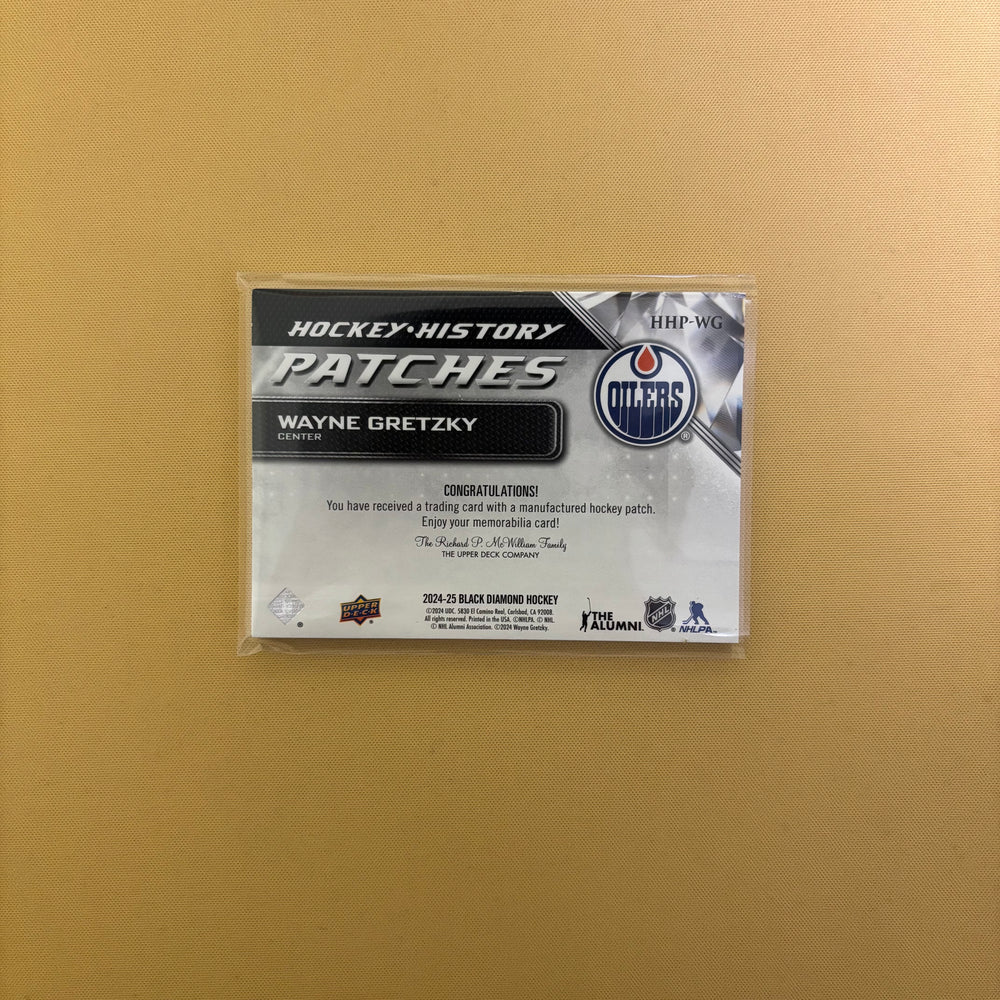 HOCKEY•HISTORY
PATCHES
HHP-WG
OILERS
®
WAYNE GRETZKY
CENTER
CONGRATULATIONS!
You have received a trading card with a manufactured hockey patch.
Enjoy your memorabilia card!
The Richard P. McWilliam Family
THE UPPER DECK COMPANY
2024-25 BLACK DIAMOND HOCKEY
©2024 UDC. 5830 El Camino Real, Carlsbad, CA 92008.
All rights reserved. Printed in the USA. ©NHLPA. © NHL.
© NHL Alumni Association. ©2024 Wayne Gretzky.
®
UPPER
D·E·C·K
THE
ALUMNI
NHL
NHLPA